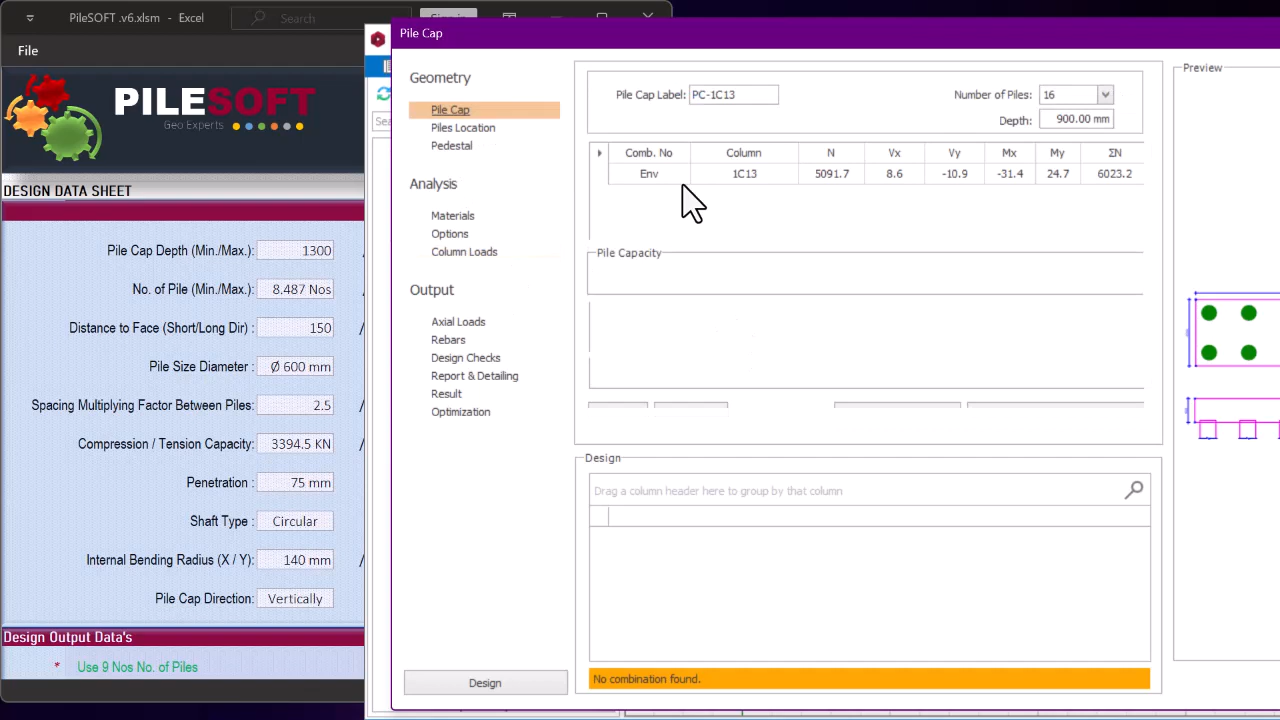 PileSOFT .v6.xlsm - Excel
Search
File
PILESOFT
Geo Experts
DESIGN DATA SHEET
Pile Cap Depth (Min./Max.) : 1300
No. of Pile (Min./Max.) : 8.487 Nos
Distance to Face (Short/Long Dir) : 150
Pile Size Diameter : Ø 600 mm
Spacing Multiplying Factor Between Piles: 2.5
Compression / Tension Capacity: 3394.5 KN
Penetration : 75 mm
Shaft Type : Circular
Internal Bending Radius (X / Y) : 140 mm
Pile Cap Direction: Vertically
Design Output Data's
* Use 9 Nos No. of Piles
Pile Cap
Geometry
Pile Cap
Piles Location
Pedestal
Analysis
Materials
Options
Column Loads
Output
Axial Loads
Rebars
Design Checks
Report & Detailing
Result
Optimization
Design
Pile Cap Label: PC-1C13
Number of Piles: 16
Depth: 900.00 mm
Comb. No Column N Vx Vy Mx My ΣN
Env 1C13 5091.7 8.6 -10.9 -31.4 24.7 6023.2
Pile Capacity
Design
Drag a column header here to group by that column
No combination found.
Preview